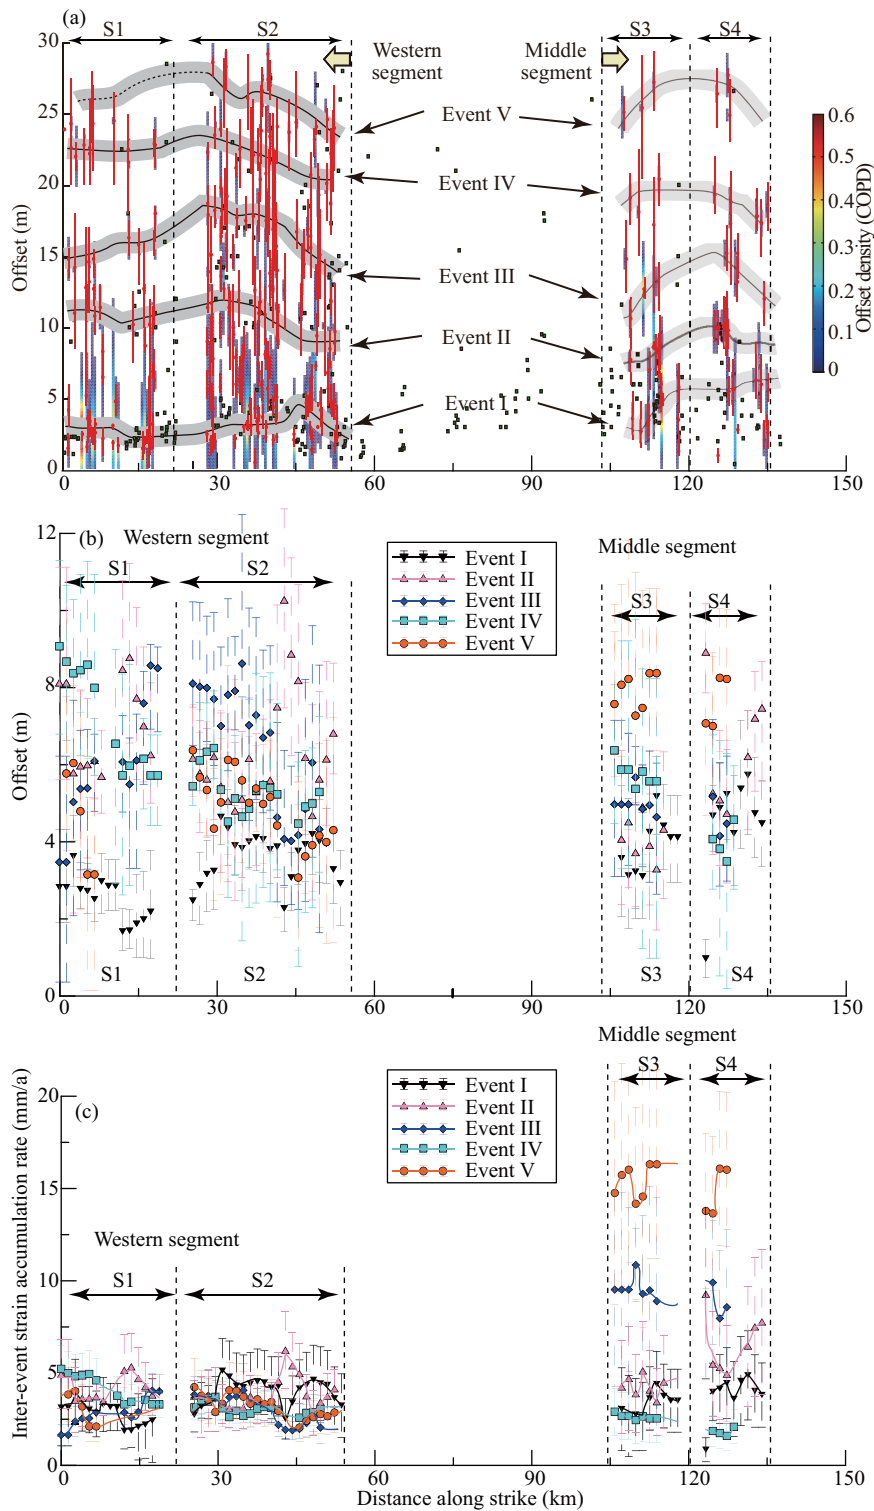 (a)
S1
S2
S3
S4
30
25
20
15
10
5
0
Offset (m)
Western
segment
Middle
segment
Event V
Event IV
Event III
Event II
Event I
0.6
0.5
0.4
0.3
0.2
0.1
0
Offset density (COPD)
0
30
60
90
120
150
(b)
Western segment
Middle segment
S1
S2
S3
S4
12
8
4
0
Offset (m)
Event I
Event II
Event III
Event IV
Event V
S1
S2
S3
S4
0
30
60
90
120
150
Middle segment
S3
S4
(c)
20
15
10
5
0
Inter-event strain accumulation rate (mm/a)
Event I
Event II
Event III
Event IV
Event V
Western segment
S1
S2
0
30
60
90
120
150
Distance along strike (km)